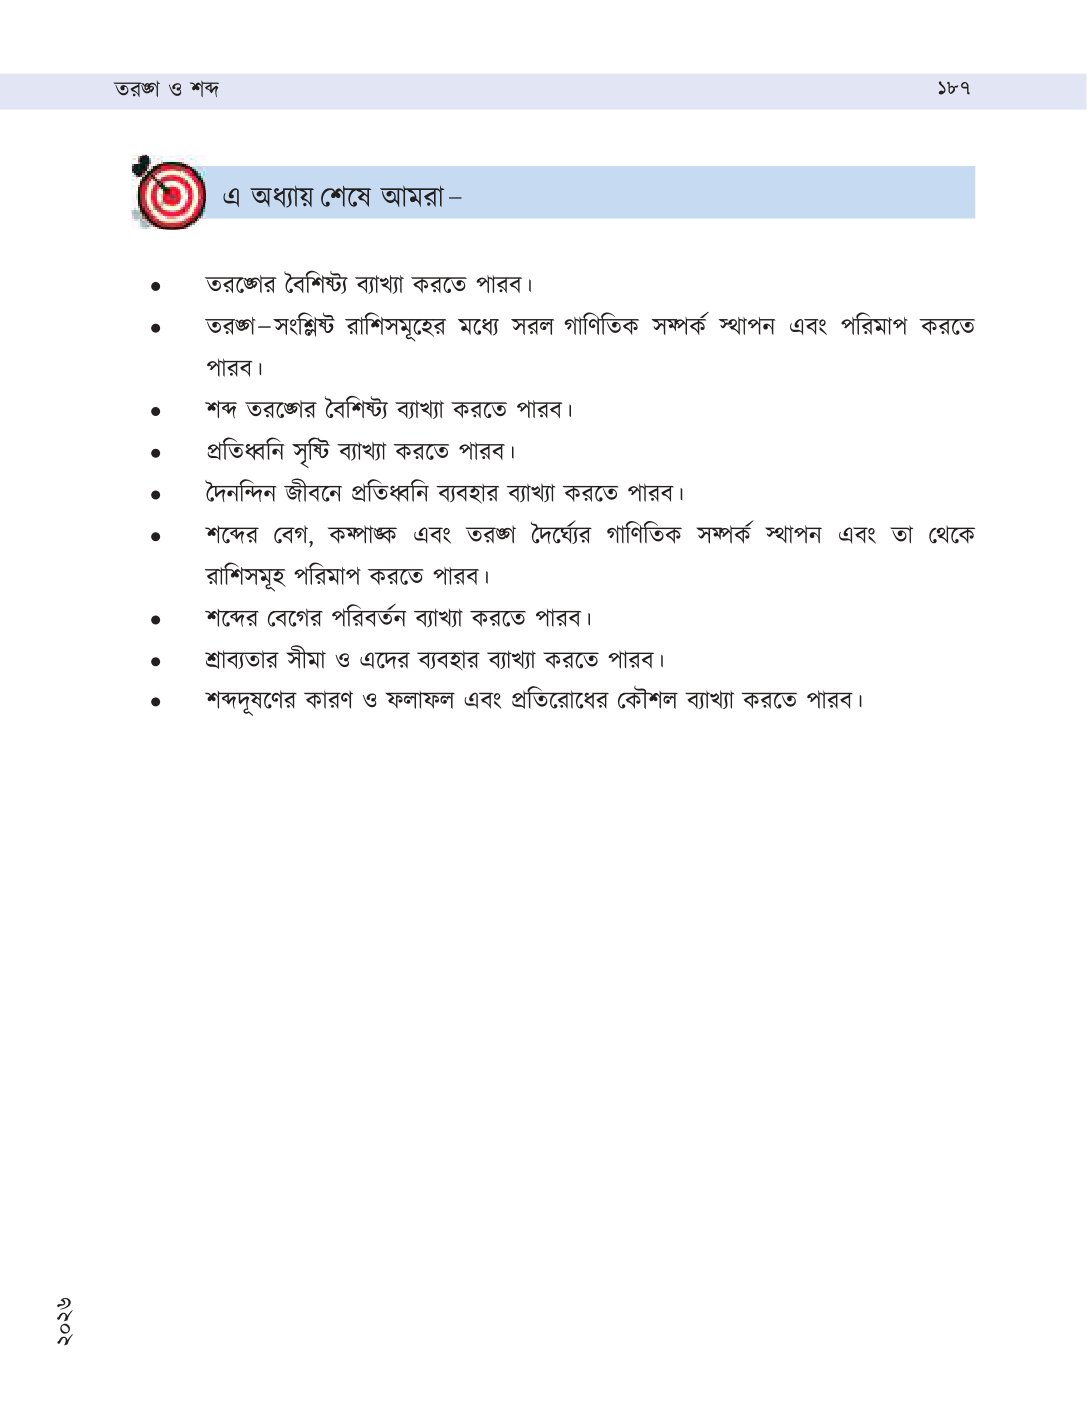 তরঙ্গ ও শব্দ ১৮৭
এ অধ্যায় শেষে আমরা–
• তরঙ্গের বৈশিষ্ট্য ব্যাখ্যা করতে পারব।
• তরঙ্গ–সংশ্লিষ্ট রাশিসমূহের মধ্যে সরল গাণিতিক সম্পর্ক স্থাপন এবং পরিমাপ করতে
পারব।
• শব্দ তরঙ্গের বৈশিষ্ট্য ব্যাখ্যা করতে পারব।
• প্রতিধ্বনি সৃষ্টি ব্যাখ্যা করতে পারব।
• দৈনন্দিন জীবনে প্রতিধ্বনি ব্যবহার ব্যাখ্যা করতে পারব।
• শব্দের বেগ, কম্পাঙ্ক এবং তরঙ্গ দৈর্ঘ্যের গাণিতিক সম্পর্ক স্থাপন এবং তা থেকে
রাশিসমূহ পরিমাপ করতে পারব।
• শব্দের বেগের পরিবর্তন ব্যাখ্যা করতে পারব।
• শ্রাব্যতার সীমা ও এদের ব্যবহার ব্যাখ্যা করতে পারব।
• শব্দদূষণের কারণ ও ফলাফল এবং প্রতিরোধের কৌশল ব্যাখ্যা করতে পারব।
২০২৬